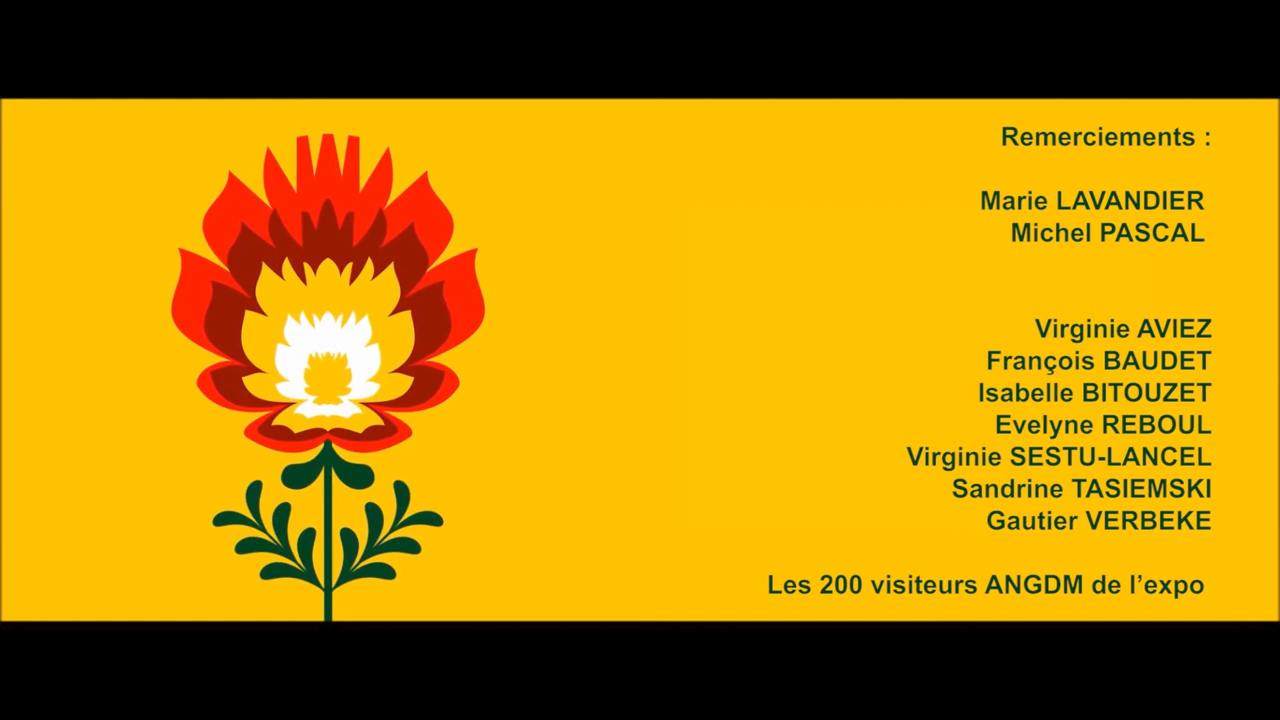 Remerciements :
Marie LAVANDIER
Michel PASCAL
Virginie AVIEZ
François BAUDET
Isabelle BITOUZET
Evelyne REBOUL
Virginie SESTU-LANCEL
Sandrine TASIEMSKI
Gautier VERBEKE
Les 200 visiteurs ANGDM de l’expo